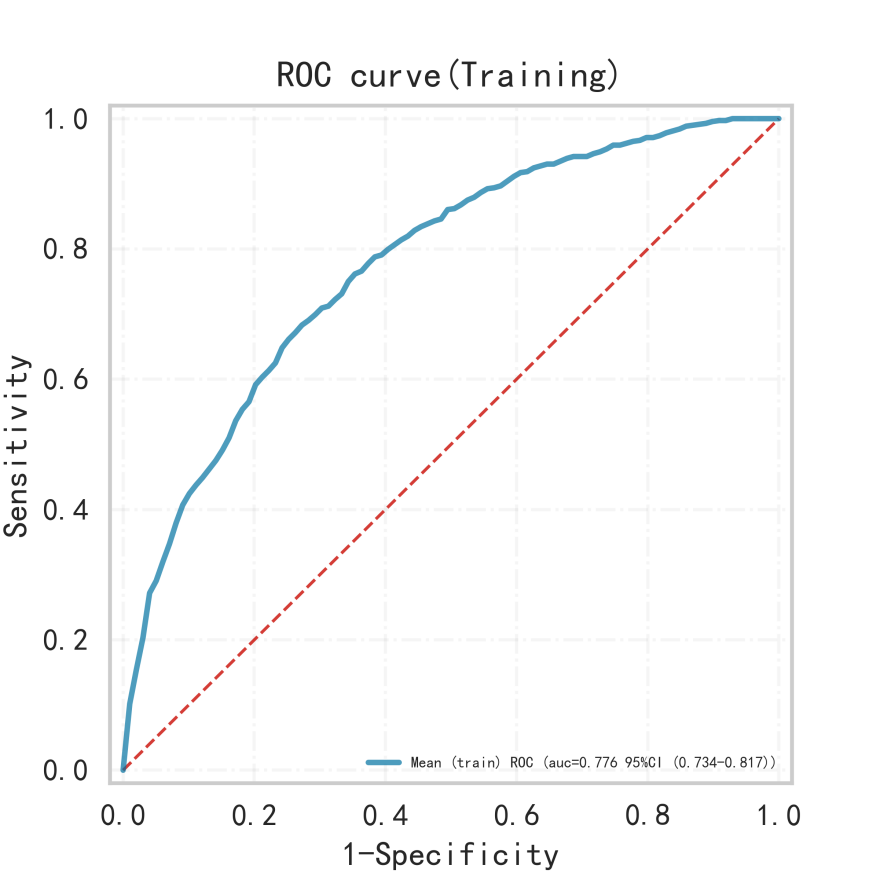 ROC curve(Training)
1.0
0.8
0.6
0.4
0.2
0.0
Sensitivity
Mean (train) ROC (auc=0.776 95%CI (0.734-0.817))
0.0 0.2 0.4 0.6 0.8 1.0
1-Specificity